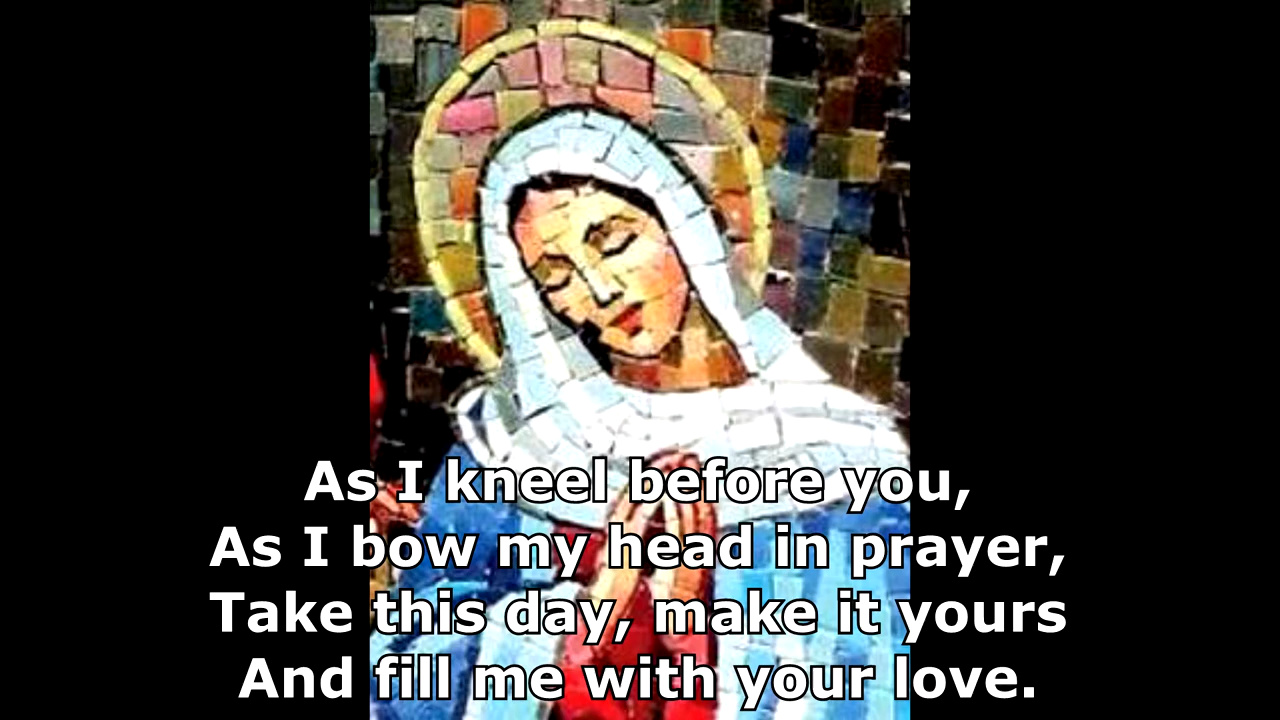 As I kneel before you,
As I bow my head in prayer,
Take this day, make it yours
And fill me with your love.